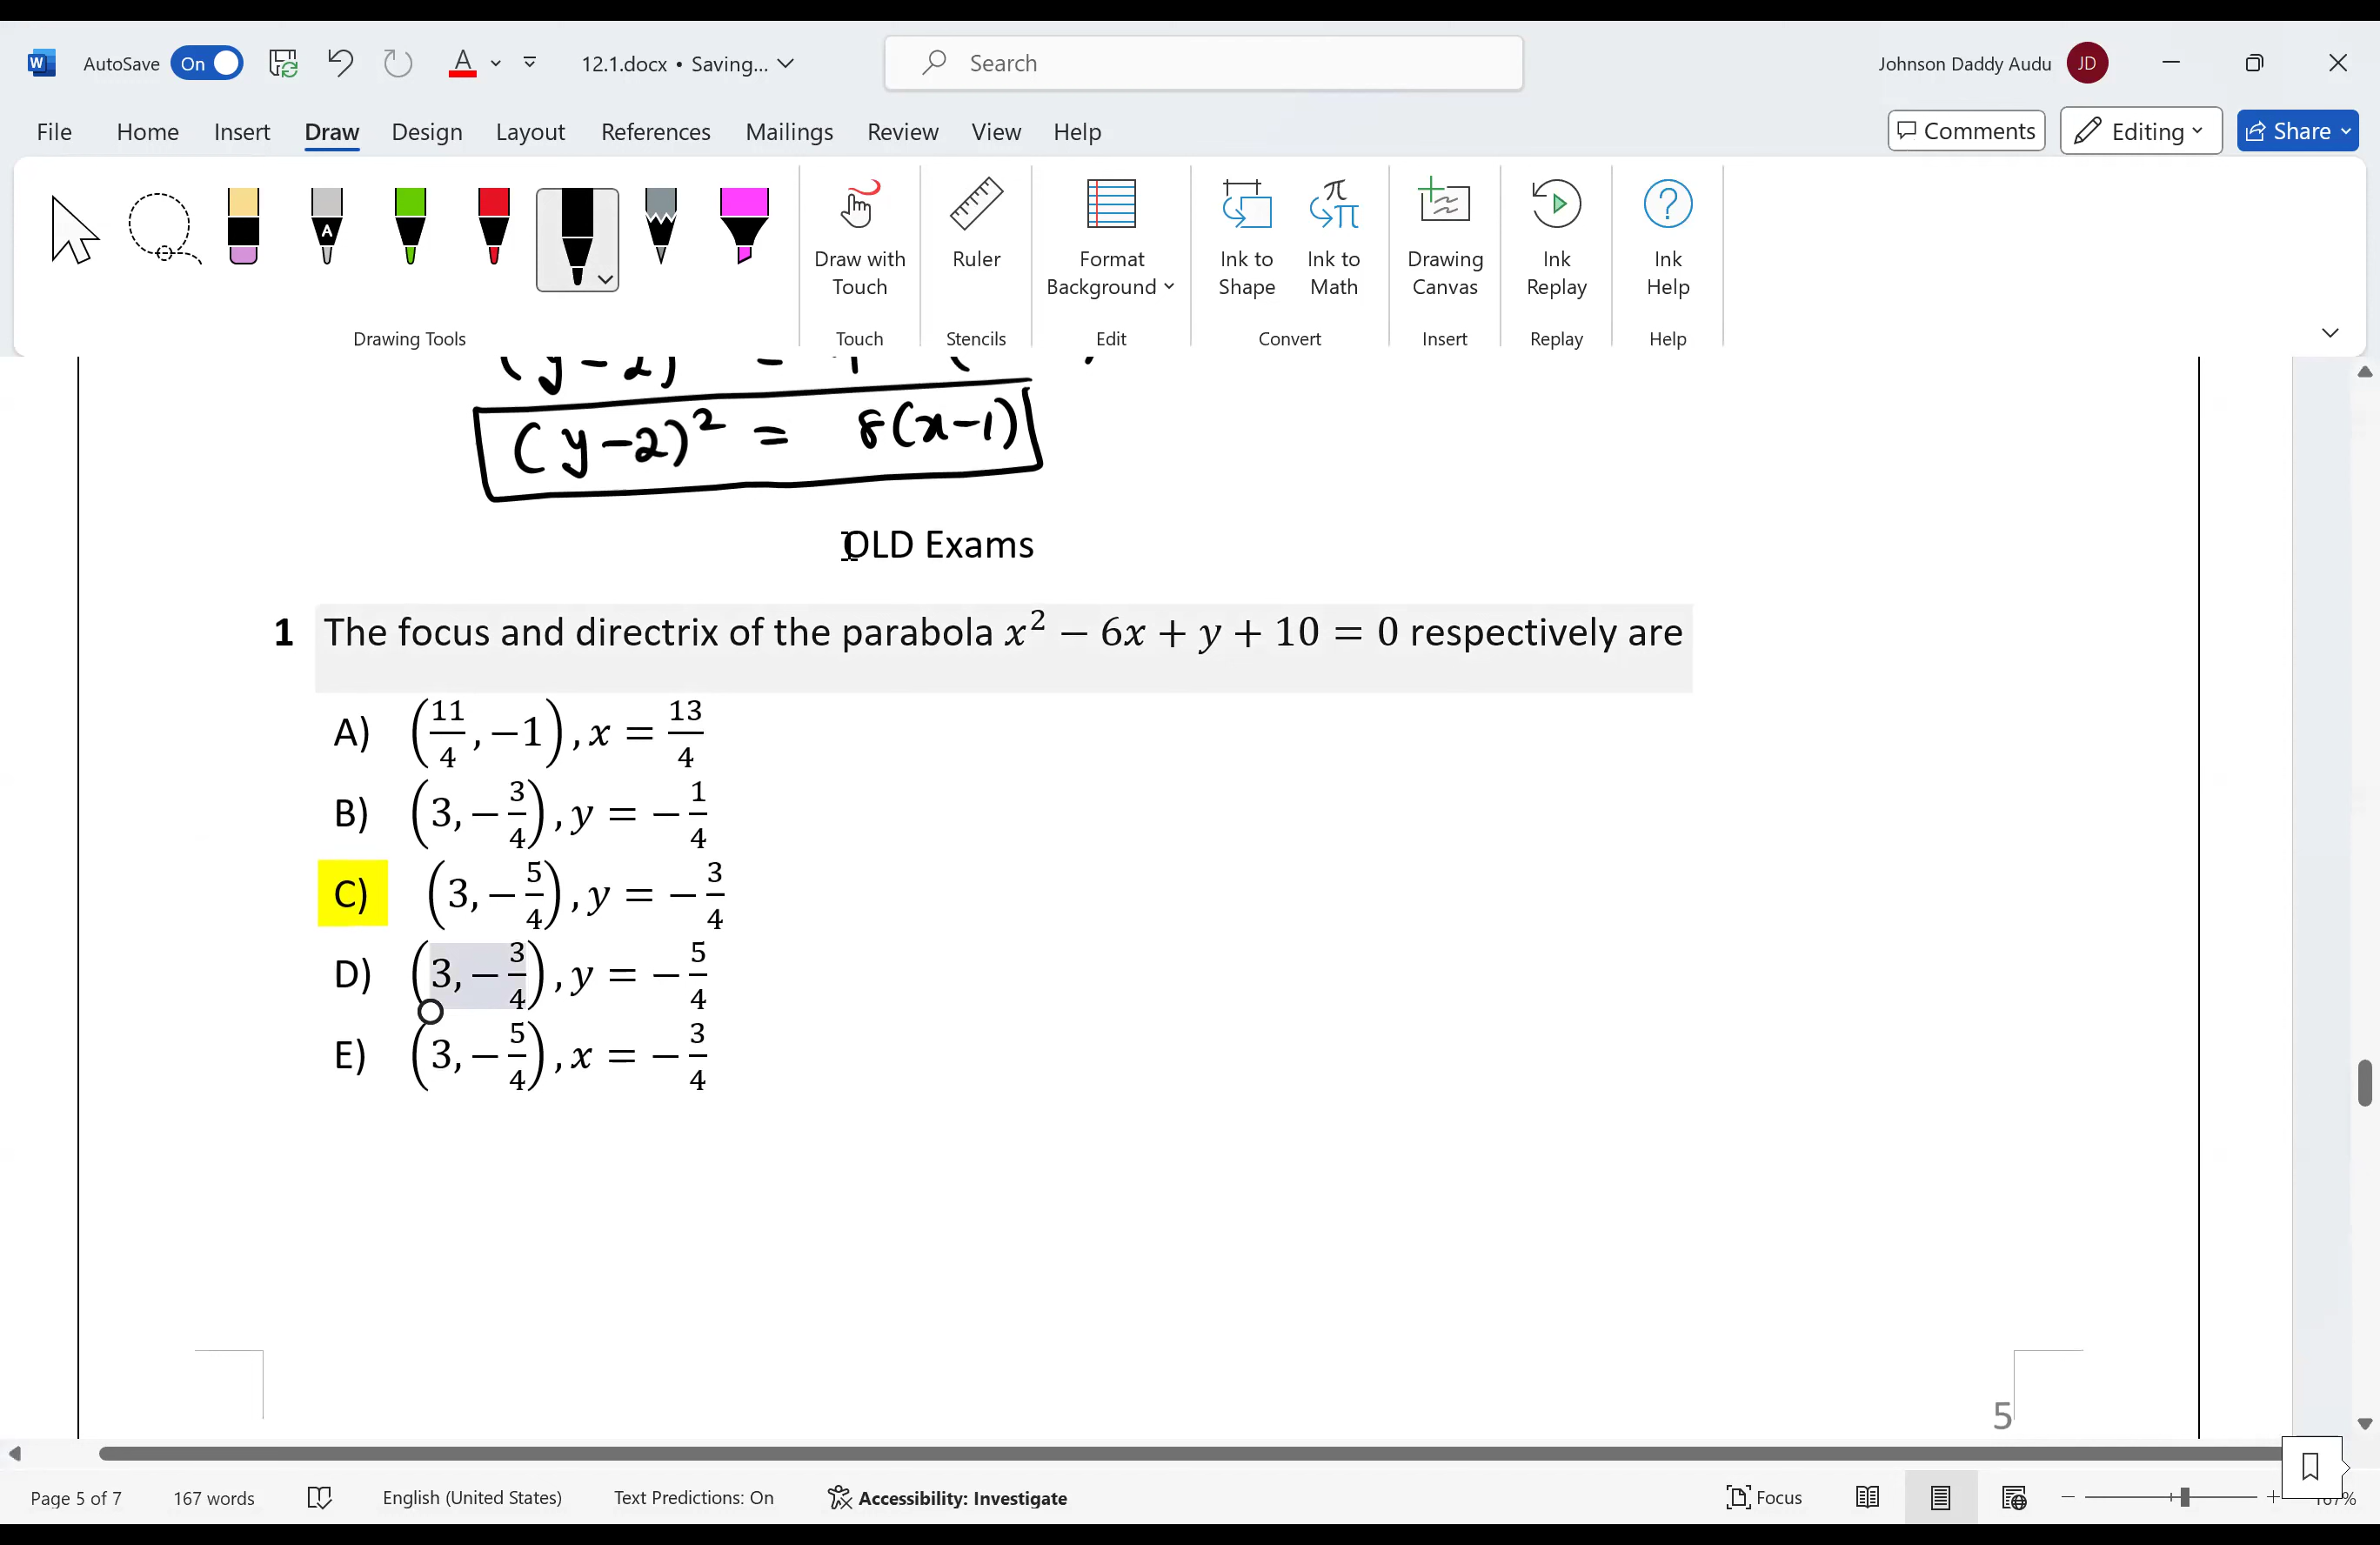 AutoSave On 12.1.docx • Saving... Search Johnson Daddy Audu JD
File Home Insert Draw Design Layout References Mailings Review View Help Comments Editing Share
Draw with Touch
Ruler
Format Background
Ink to Shape
Ink to Math
Drawing Canvas
Ink Replay
Ink Help
Drawing Tools Touch Stencils Edit Convert Insert Replay Help
(y-2)² = 8(x-1)
OLD Exams
1 The focus and directrix of the parabola x² − 6x + y + 10 = 0 respectively are
A) (11/4, −1), x = 13/4
B) (3, −3/4), y = −1/4
C) (3, −5/4), y = −3/4
D) (3, −3/4), y = −5/4
E) (3, −5/4), x = −3/4
5
Page 5 of 7 167 words English (United States) Text Predictions: On Accessibility: Investigate Focus